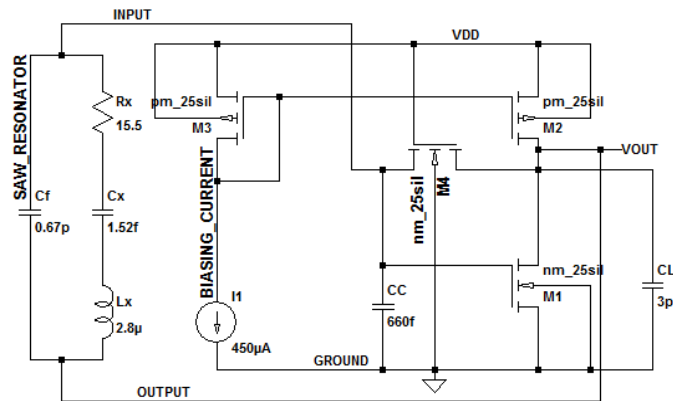 INPUT
VDD
SAW_RESONATOR
Rx
15.5
pm_25sil
M3
pm_25sil
M2
VOUT
Cf
0.67p
Cx
1.52f
BIASING_CURRENT
nm_25sil
M4
nm_25sil
M1
CL
3p
Lx
2.8µ
I1
450µA
CC
660f
GROUND
OUTPUT